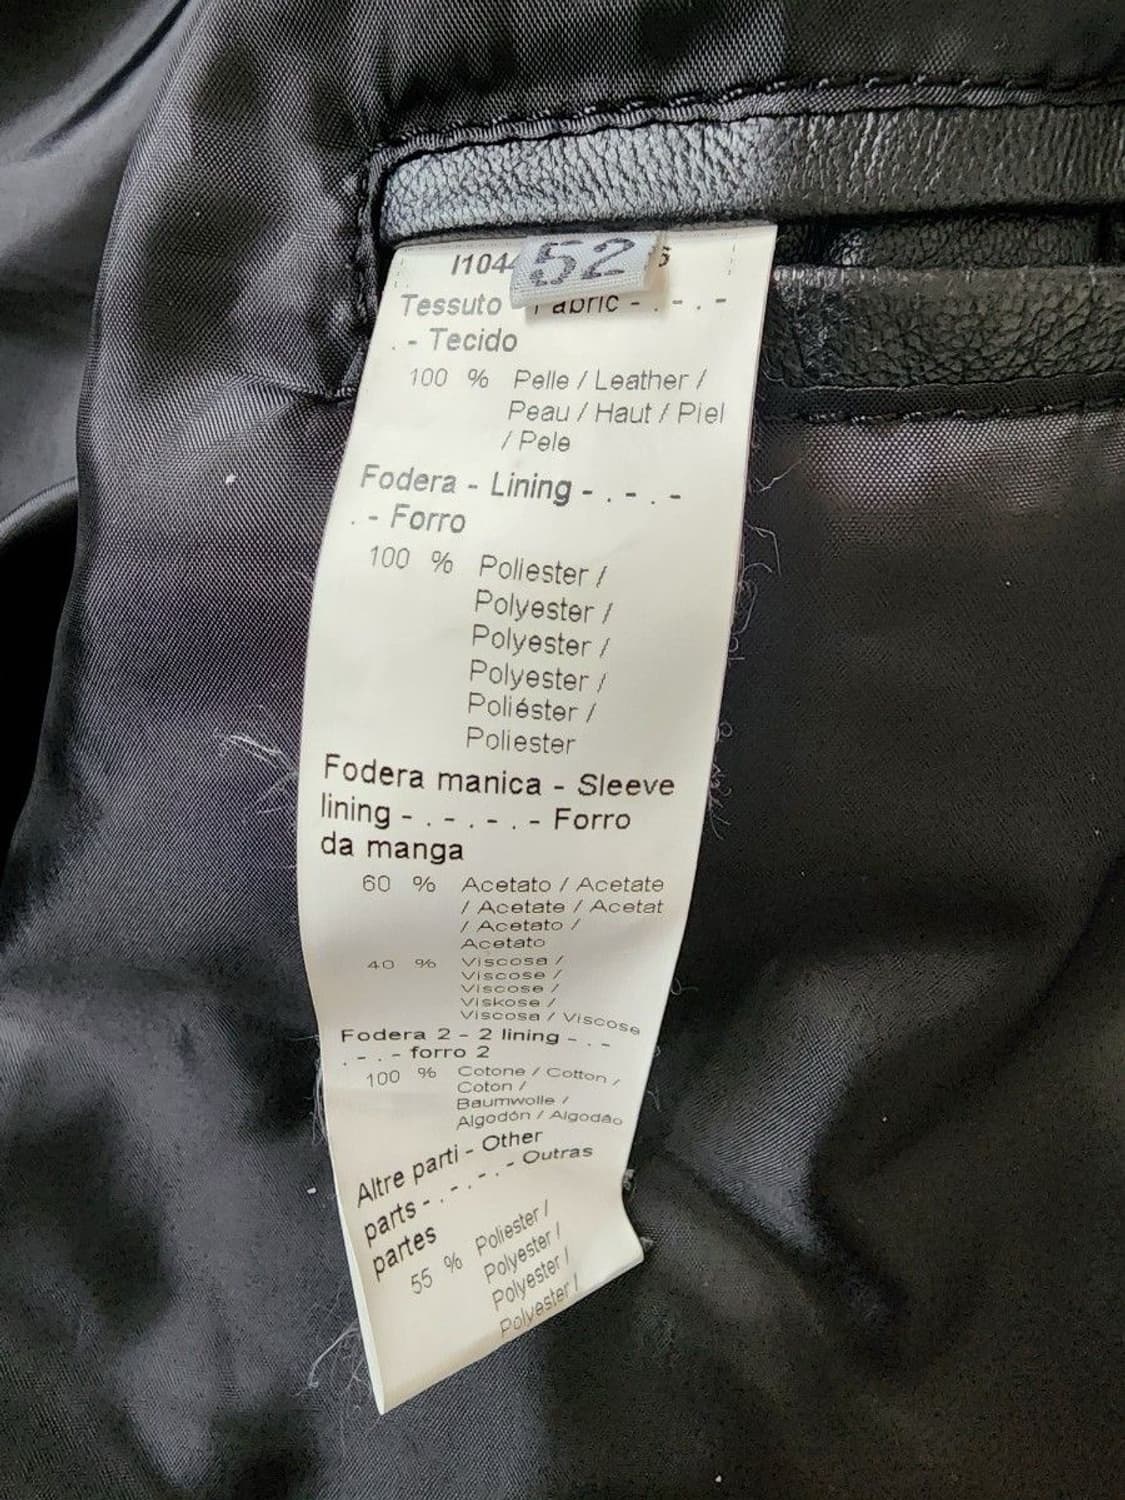 I1044
52
Tessuto - Fabric - . - . -
. - Tecido
100 % Pelle / Leather /
Peau / Haut / Piel
/ Pele
Fodera - Lining - . - . -
. - Forro
100 % Poliester /
Polyester /
Polyester /
Polyester /
Poliéster /
Poliester
Fodera manica - Sleeve
lining - . - . - . - Forro
da manga
60 % Acetato / Acetate
/ Acetate / Acetat
/ Acetato /
Acetato
40 % Viscosa /
Viscose /
Viscose /
Viskose /
Viscosa / Viscose
Fodera 2 - 2 lining - . -
. - . - forro 2
100 % Cotone / Cotton /
Coton /
Baumwolle /
Algodón / Algodão
Altre parti - Other
parts - . - . - . - Outras
partes
55 % Poliester /
Polyester /
Polyester /
Polyester /